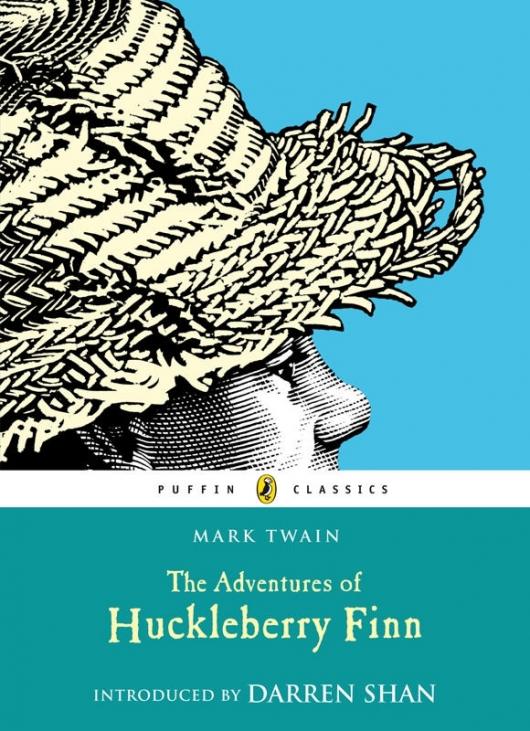 PUFFIN CLASSICS
MARK TWAIN
The Adventures of
Huckleberry Finn
INTRODUCED BY DARREN SHAN